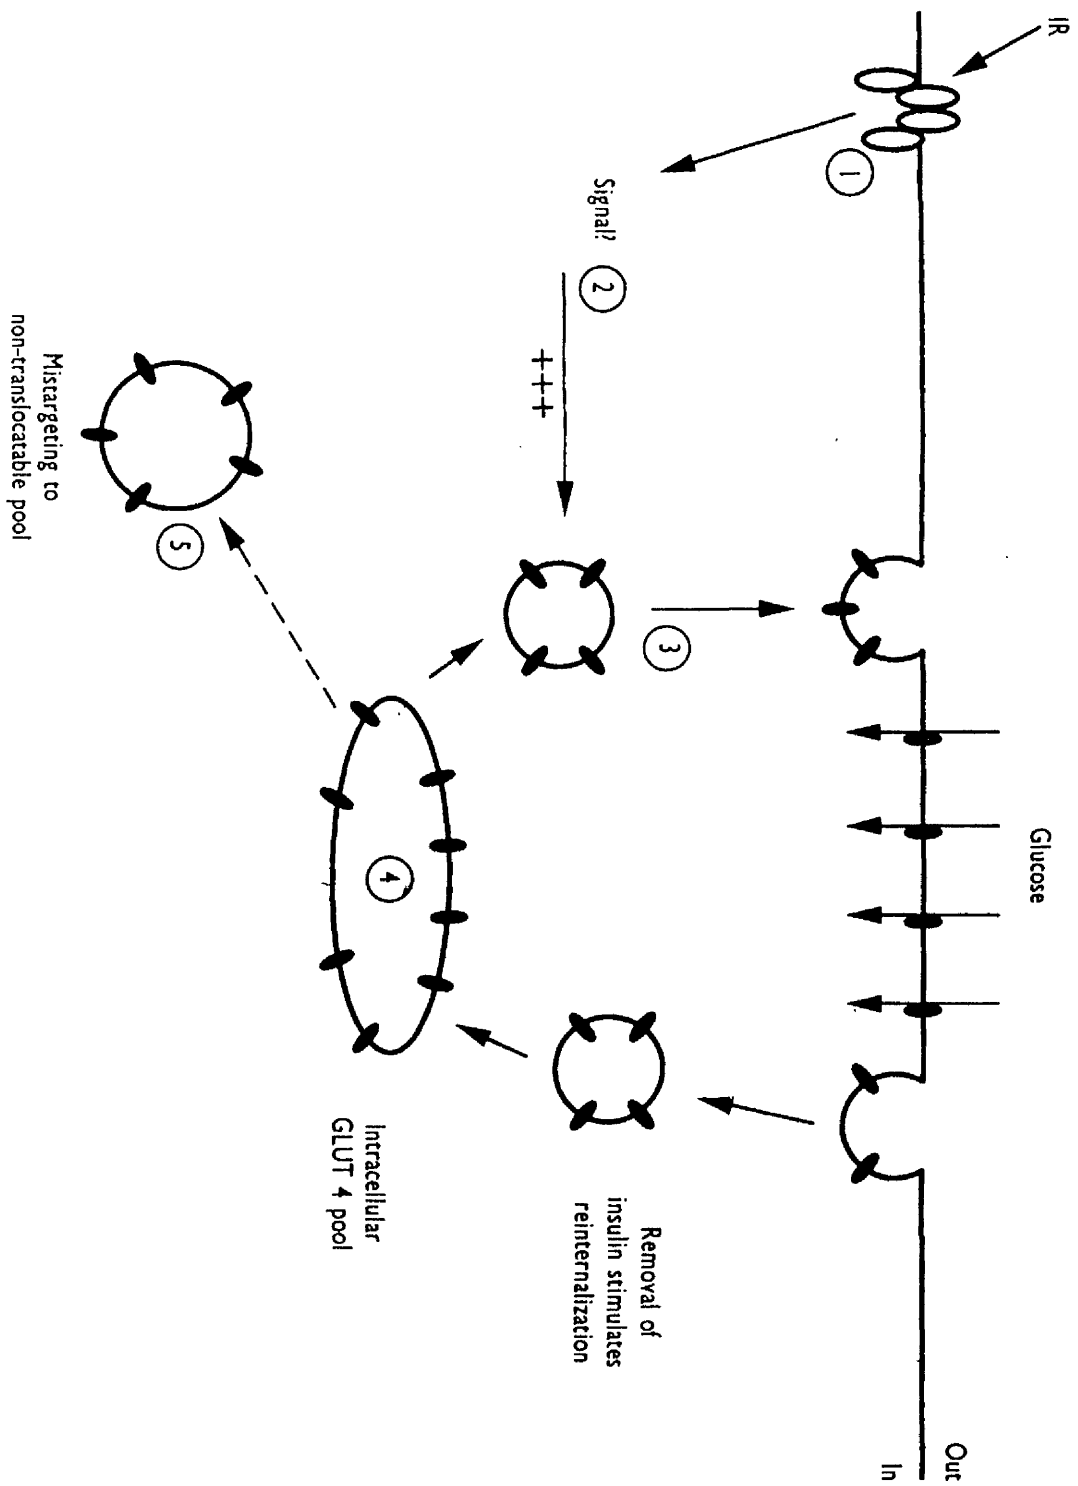 IR
Out
In
Glucose
1
Signal?
2
+++
3
Removal of
insulin stimulates
reinternalization
4
Intracellular
GLUT 4 pool
5
Mistargeting to
non-translocatable pool